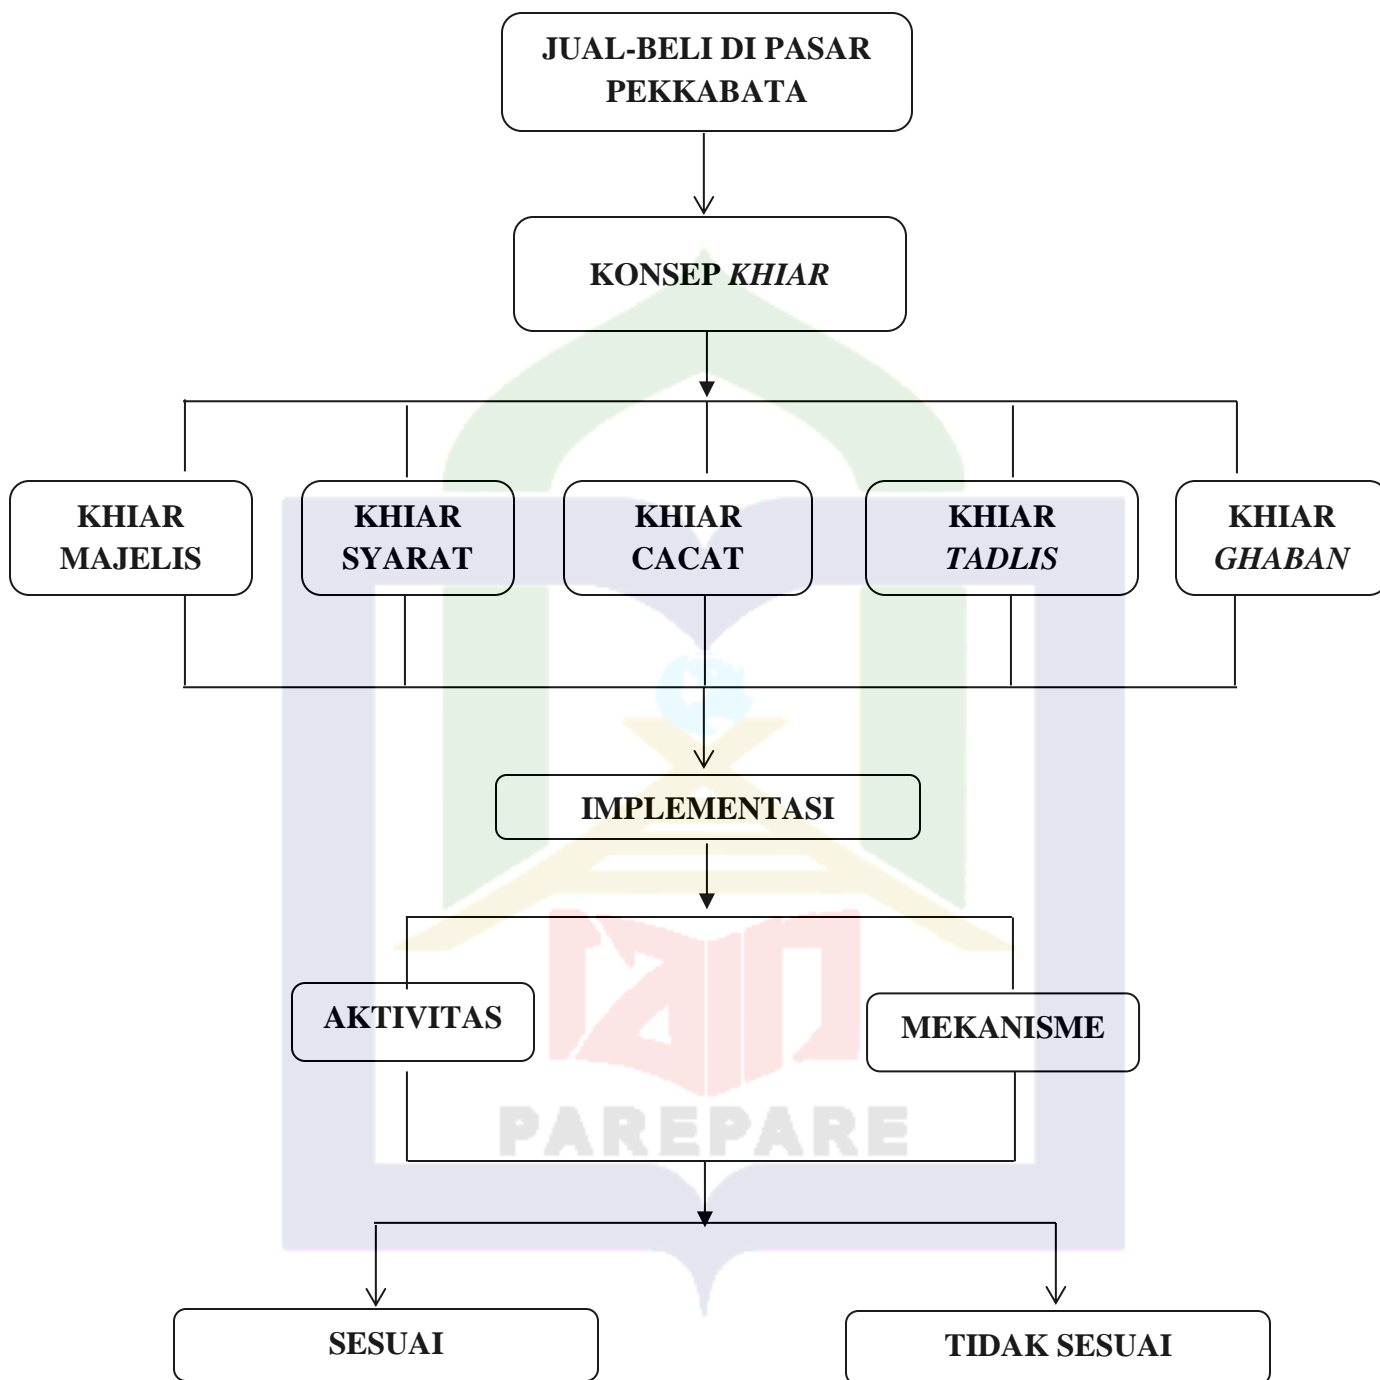 JUAL-BELI DI PASAR
PEKKABATA
KONSEP KHIAR
KHIAR
MAJELIS
KHIAR
SYARAT
KHIAR
CACAT
KHIAR
TADLIS
KHIAR
GHABAN
IMPLEMENTASI
AKTIVITAS
MEKANISME
iain
PAREPARE
SESUAI
TIDAK SESUAI